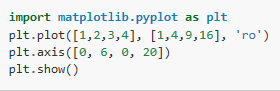 import matplotlib.pyplot as plt
plt.plot([1,2,3,4], [1,4,9,16], 'ro')
plt.axis([0, 6, 0, 20])
plt.show()